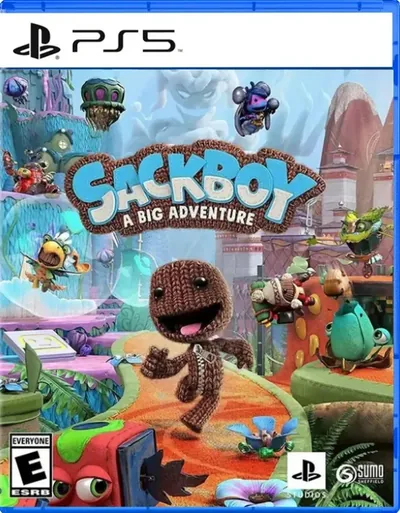 PS5
SACKBOY
A BIG ADVENTURE
EVERYONE
E
ESRB
STUDIOS
SUMO
SHEFFIELD